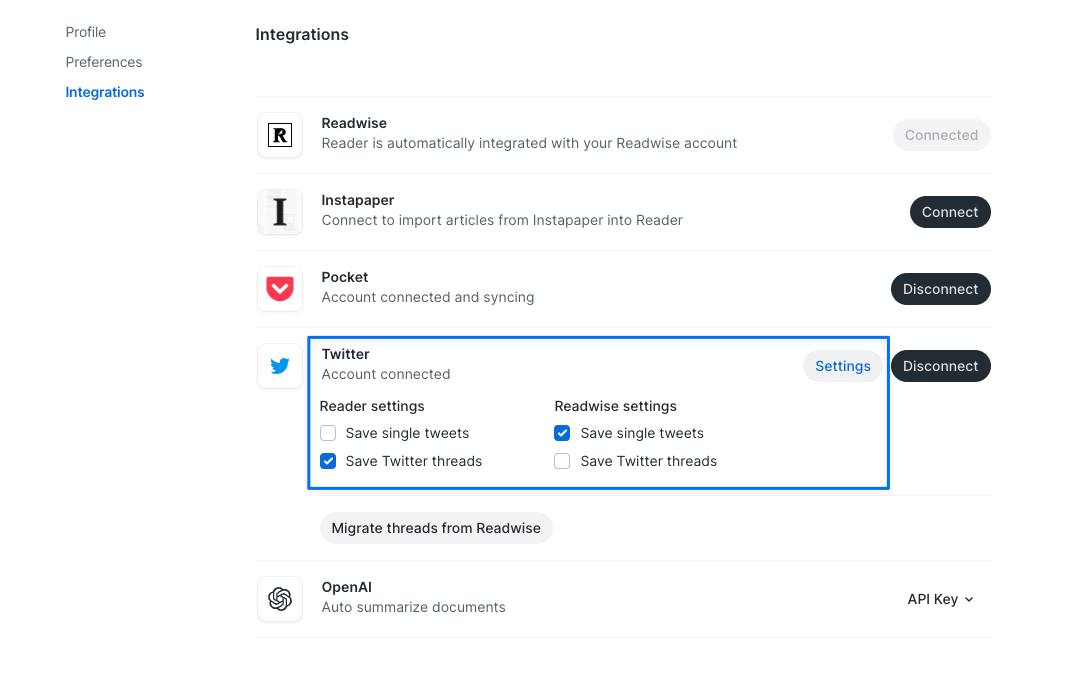 Profile
Preferences
Integrations
Integrations
R
Readwise
Reader is automatically integrated with your Readwise account
Connected
I
Instapaper
Connect to import articles from Instapaper into Reader
Connect
Pocket
Account connected and syncing
Disconnect
Twitter
Account connected
Settings
Disconnect
Reader settings
Save single tweets
Save Twitter threads
Readwise settings
Save single tweets
Save Twitter threads
Migrate threads from Readwise
OpenAI
Auto summarize documents
API Key